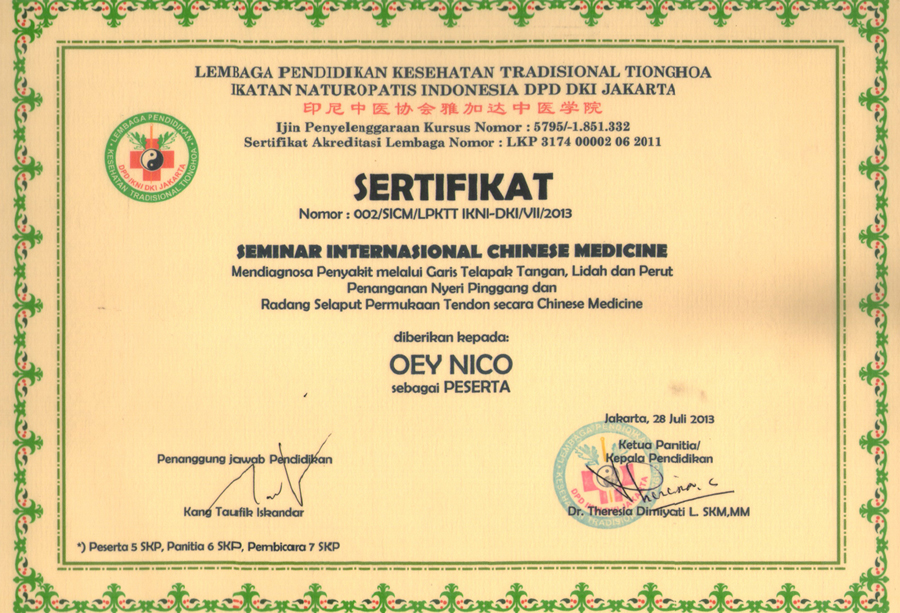 LEMBAGA PENDIDIKAN KESEHATAN TRADISIONAL TIONGHOA
IKATAN NATUROPATIS INDONESIA DPD DKI JAKARTA
印尼中医协会雅加达中医学院
Ijin Penyelenggaraan Kursus Nomor : 5795/-1.851.332
Sertifikat Akreditasi Lembaga Nomor : LKP 3174 00002 06 2011
LEMBAGA PENDIDIKAN
KESEHATAN TRADISIONAL TIONGHOA
DPD IKNI DKI JAKARTA
SERTIFIKAT
Nomor : 002/SICM/LPKTT IKNI-DKI/VII/2013
SEMINAR INTERNASIONAL CHINESE MEDICINE
Mendiagnosa Penyakit melalui Garis Telapak Tangan, Lidah dan Perut
Penanganan Nyeri Pinggang dan
Radang Selaput Permukaan Tendon secara Chinese Medicine
diberikan kepada:
OEY NICO
sebagai PESERTA
Jakarta, 28 Juli 2013
Ketua Panitia/
Kepala Pendidikan
Penanggung jawab Pendidikan
Kang Taufik Iskandar
Dr. Theresia Dimiyati L. SKM,MM
*) Peserta 5 SKP, Panitia 6 SKP, Pembicara 7 SKP